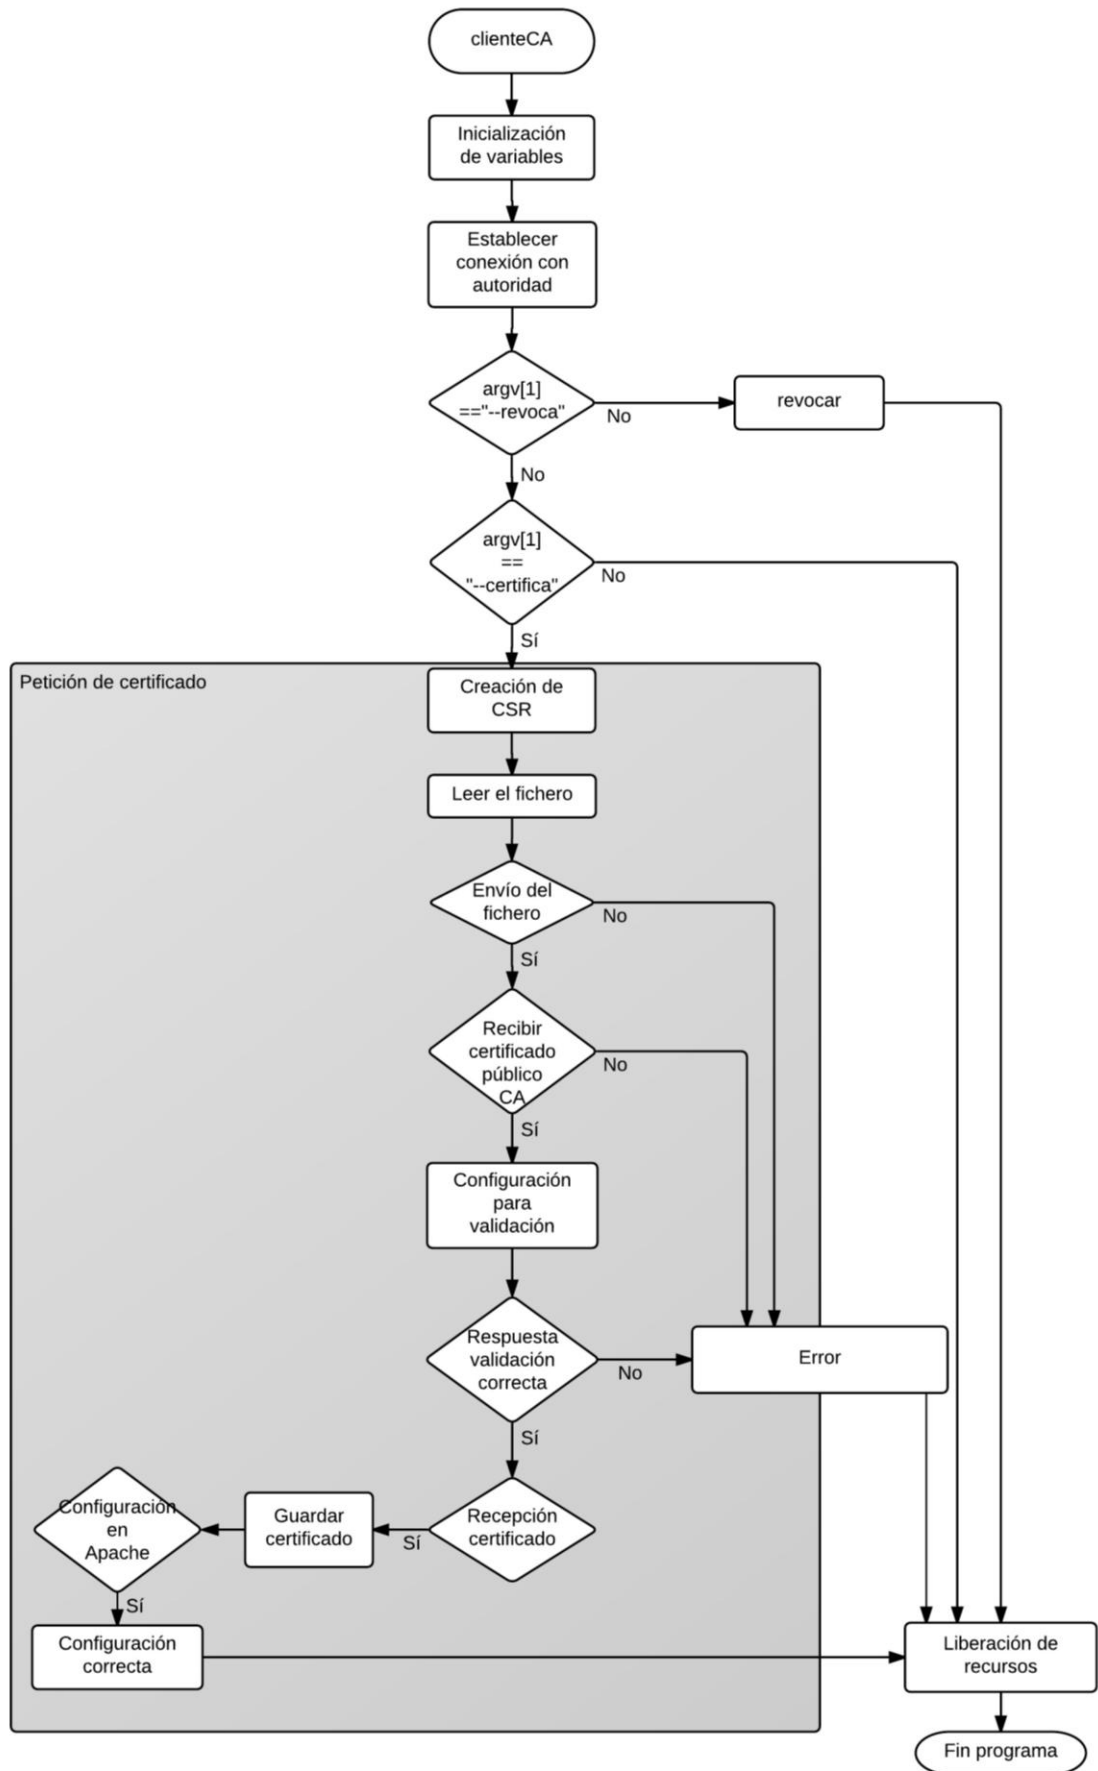 clienteCA
Inicialización
de variables
Establecer
conexión con
autoridad
argv[1]
=="--revoca"
No
revocar
No
argv[1]
==
"--certifica"
No
Sí
Petición de certificado
Creación de
CSR
Leer el fichero
Envío del
fichero
No
Sí
Recibir
certificado
público
CA
No
Sí
Configuración
para
validación
Respuesta
validación
correcta
No
Error
Sí
Configuración
en
Apache
Guardar
certificado
Sí
Recepción
certificado
Sí
Configuración
correcta
Liberación de
recursos
Fin programa